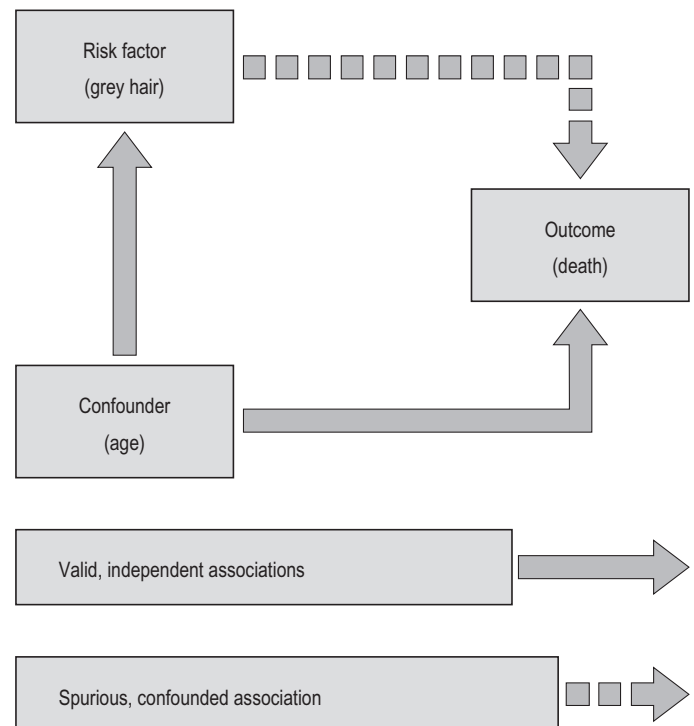 Risk factor
(grey hair)
Outcome
(death)
Confounder
(age)
Valid, independent associations
Spurious, confounded association